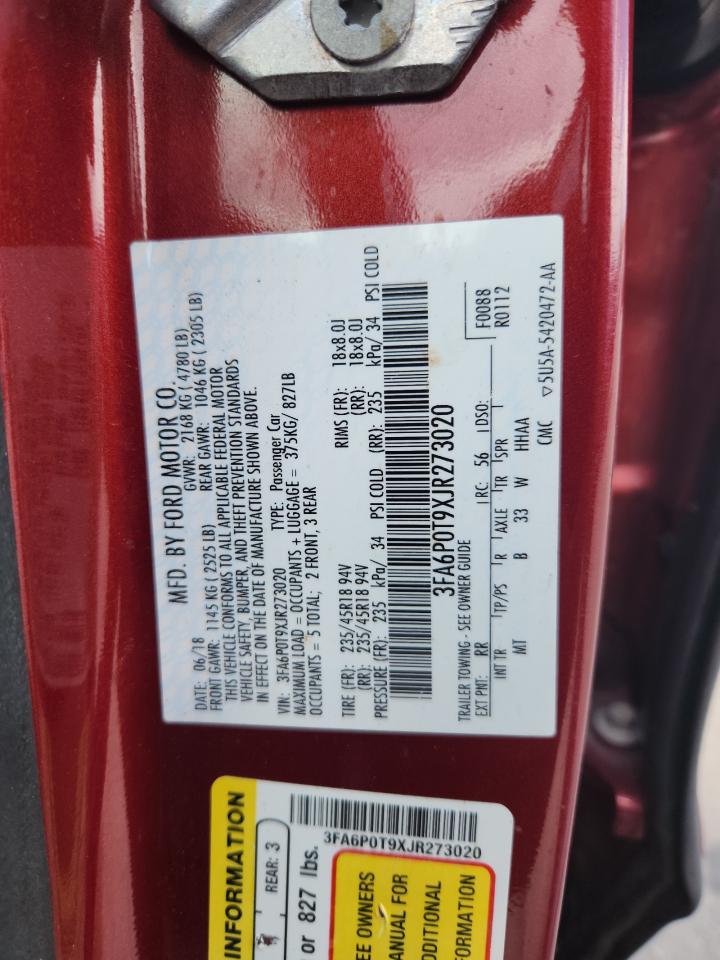 MFD. BY FORD MOTOR CO.
DATE: 06/18 GVWR: 2168 KG ( 4780 LB)
FRONT GAWR: 1145 KG ( 2525 LB) REAR GAWR: 1046 KG ( 2305 LB)
THIS VEHICLE CONFORMS TO ALL APPLICABLE FEDERAL MOTOR
VEHICLE SAFETY, BUMPER, AND THEFT PREVENTION STANDARDS
IN EFFECT ON THE DATE OF MANUFACTURE SHOWN ABOVE.
VIN: 3FA6P0T9XJR273020 TYPE: Passenger Car
MAXIMUM LOAD = OCCUPANTS + LUGGAGE = 375KG/ 827LB
OCCUPANTS = 5 TOTAL; 2 FRONT, 3 REAR
TIRE (FR): 235/45R18 94V RIMS (FR): 18x8.0J
(RR): 235/45R18 94V (RR): 18x8.0J
PRESSURE (FR): 235 kPa/ 34 PSI COLD (RR): 235 kPa/ 34 PSI COLD
3FA6P0T9XJR273020
TRAILER TOWING - SEE OWNER GUIDE F0088
EXT PNT: RR RC: 56 DSO: R0112
INT TR TP/PS R AXLE TR SPR
MT B 33 W HHAA
CMC ▽5U5A-5420472-AA
INFORMATION
REAR: 3
or 827 lbs.
3FA6P0T9XJR273020
EE OWNERS
ANUAL FOR
DDITIONAL
FORMATION